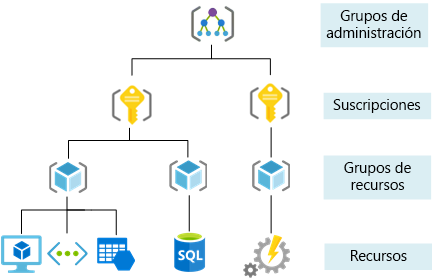 Grupos de
administración
Suscripciones
Grupos de
recursos
SQL
Recursos